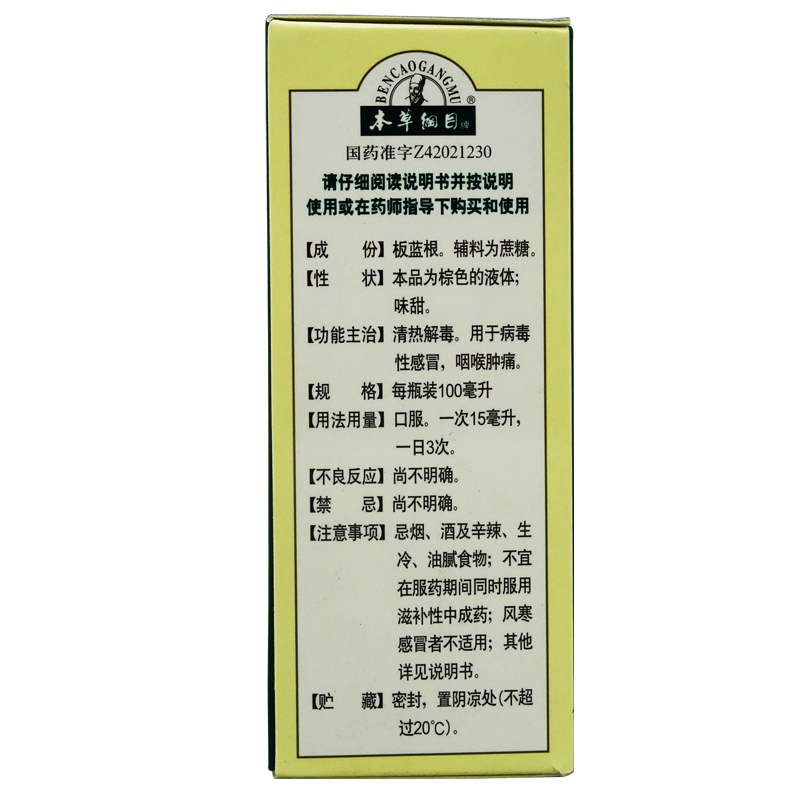 BENCAOGANGMU
®
本草纲目牌
国药准字Z42021230
请仔细阅读说明书并按说明
使用或在药师指导下购买和使用
【成 份】板蓝根。辅料为蔗糖。
【性 状】本品为棕色的液体；
味甜。
【功能主治】清热解毒。用于病毒
性感冒，咽喉肿痛。
【规 格】每瓶装100毫升
【用法用量】口服。一次15毫升，
一日3次。
【不良反应】尚不明确。
【禁 忌】尚不明确。
【注意事项】忌烟、酒及辛辣、生
冷、油腻食物；不宜
在服药期间同时服用
滋补性中成药；风寒
感冒者不适用；其他
详见说明书。
【贮 藏】密封，置阴凉处(不超
过20℃)。